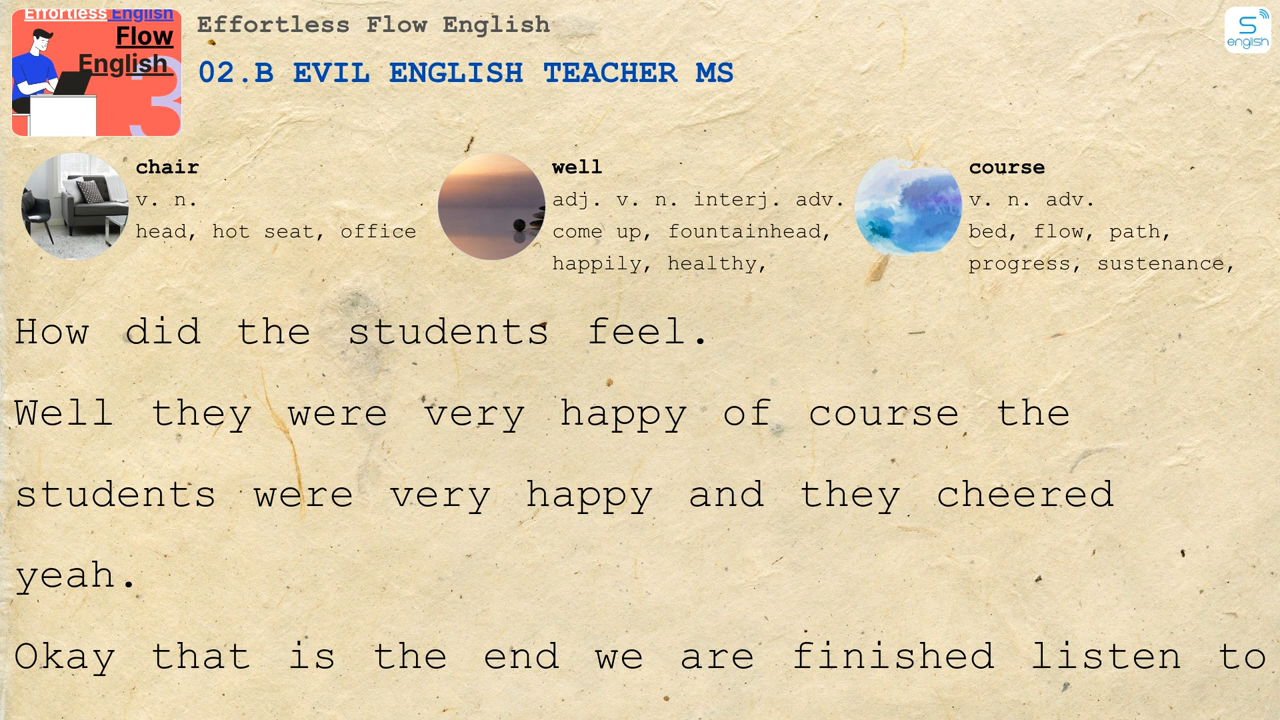 Effortless English
Flow
English
3
Effortless Flow English
02.B EVIL ENGLISH TEACHER MS
S
english
chair
v. n.
head, hot seat, office
well
adj. v. n. interj. adv.
come up, fountainhead,
happily, healthy,
course
v. n. adv.
bed, flow, path,
progress, sustenance,
How did the students feel.
Well they were very happy of course the
students were very happy and they cheered
yeah.
Okay that is the end we are finished listen to